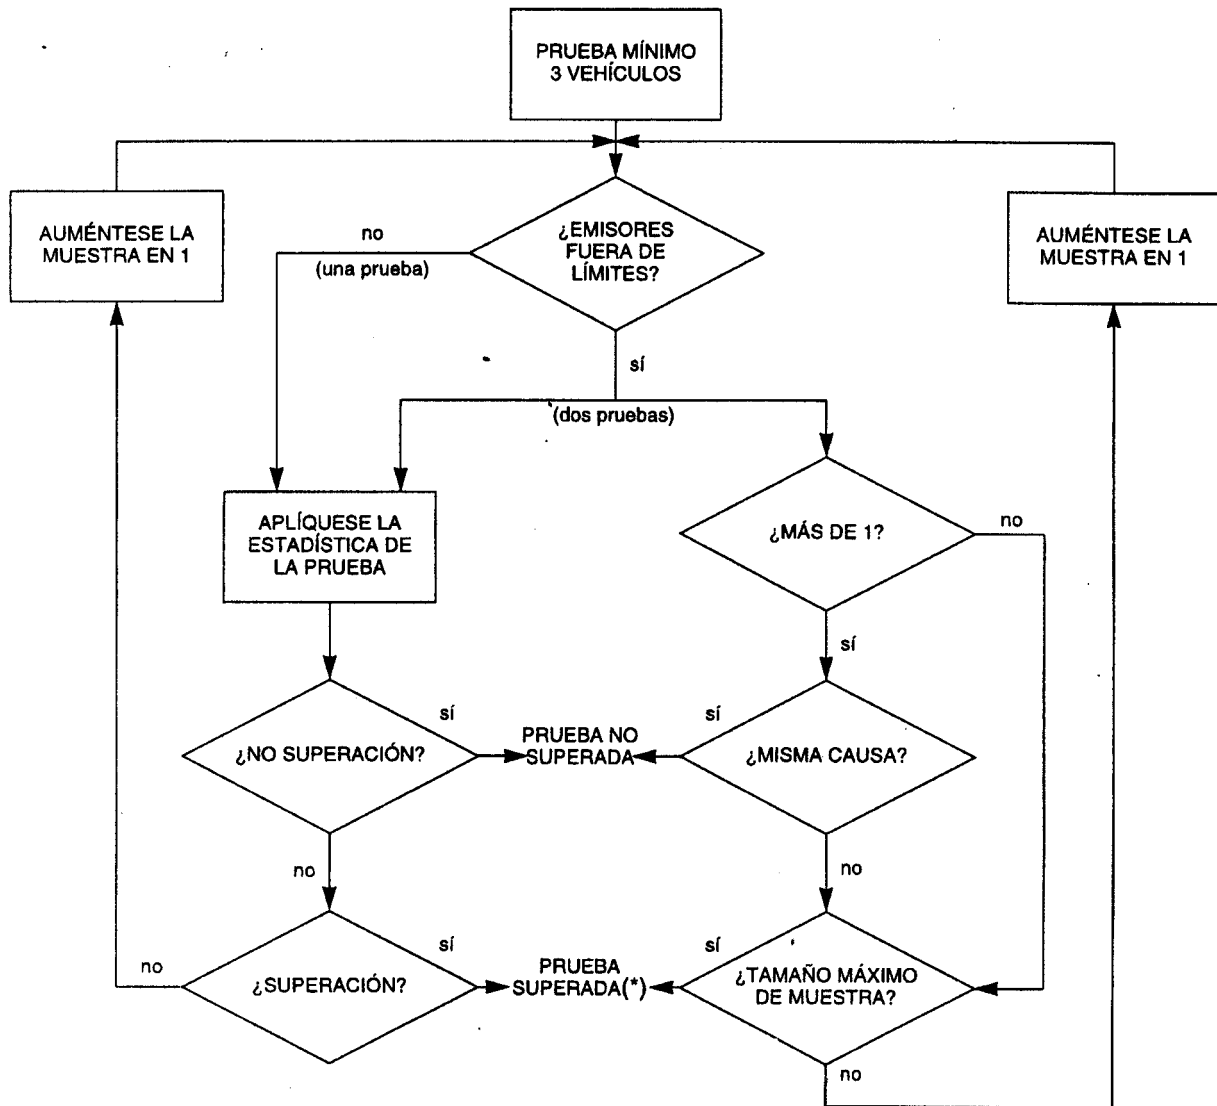 PRUEBA MÍNIMO
3 VEHÍCULOS
AUMÉNTESE LA
MUESTRA EN 1
no
(una prueba)
¿EMISORES
FUERA DE
LÍMITES?
AUMÉNTESE LA
MUESTRA EN 1
sí
(dos pruebas)
APLÍQUESE LA
ESTADÍSTICA DE
LA PRUEBA
¿MÁS DE 1?
no
sí
¿NO SUPERACIÓN?
sí
PRUEBA NO
SUPERADA
sí
¿MISMA CAUSA?
no
no
no
¿SUPERACIÓN?
sí
PRUEBA
SUPERADA(*)
sí
¿TAMAÑO MÁXIMO
DE MUESTRA?
no